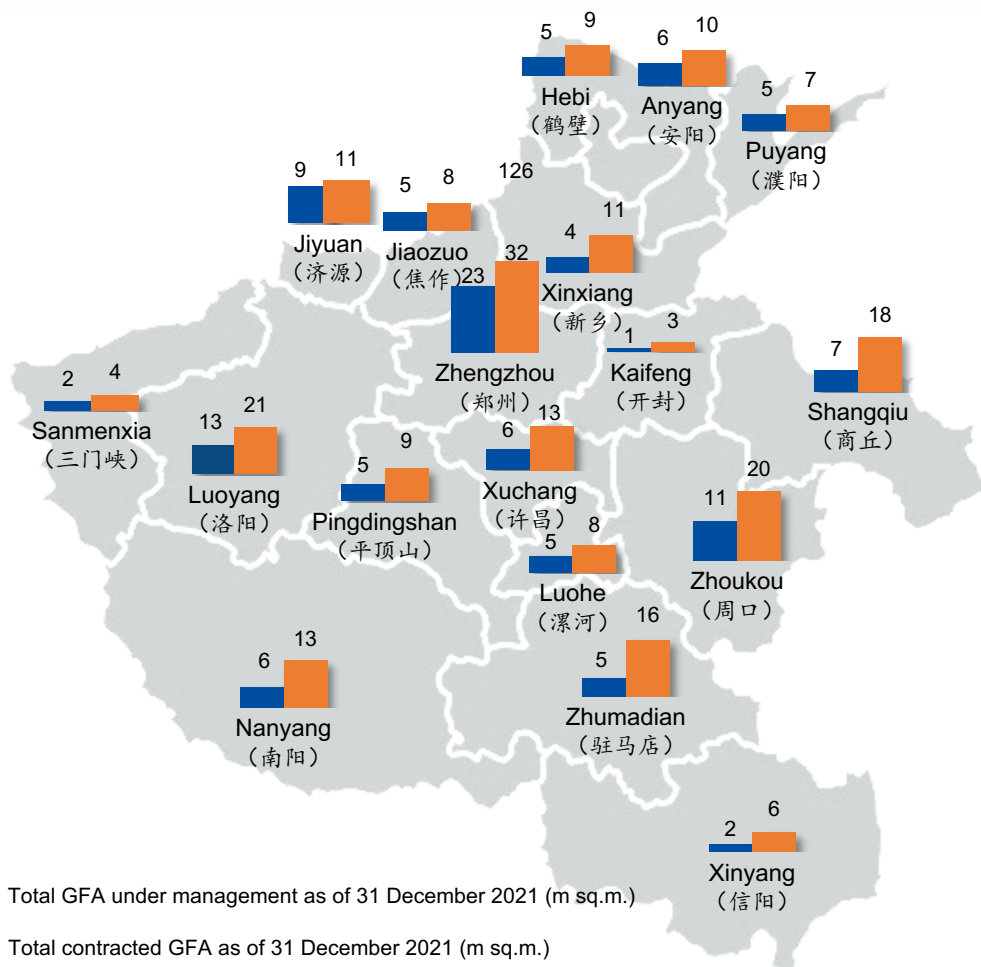 5 9
Hebi
（鹤壁）
6 10
Anyang
（安阳）
5 7
Puyang
（濮阳）
9 11
Jiyuan
（济源）
5 8
Jiaozuo
（焦作）
126
4 11
Xinxiang
（新乡）
23 32
Zhengzhou
（郑州）
1 3
Kaifeng
（开封）
7 18
Shangqiu
（商丘）
2 4
Sanmenxia
（三门峡）
13 21
Luoyang
（洛阳）
5 9
Pingdingshan
（平顶山）
6 13
Xuchang
（许昌）
5 8
Luohe
（漯河）
11 20
Zhoukou
（周口）
6 13
Nanyang
（南阳）
5 16
Zhumadian
（驻马店）
2 6
Xinyang
（信阳）
Total GFA under management as of 31 December 2021 (m sq.m.)
Total contracted GFA as of 31 December 2021 (m sq.m.)